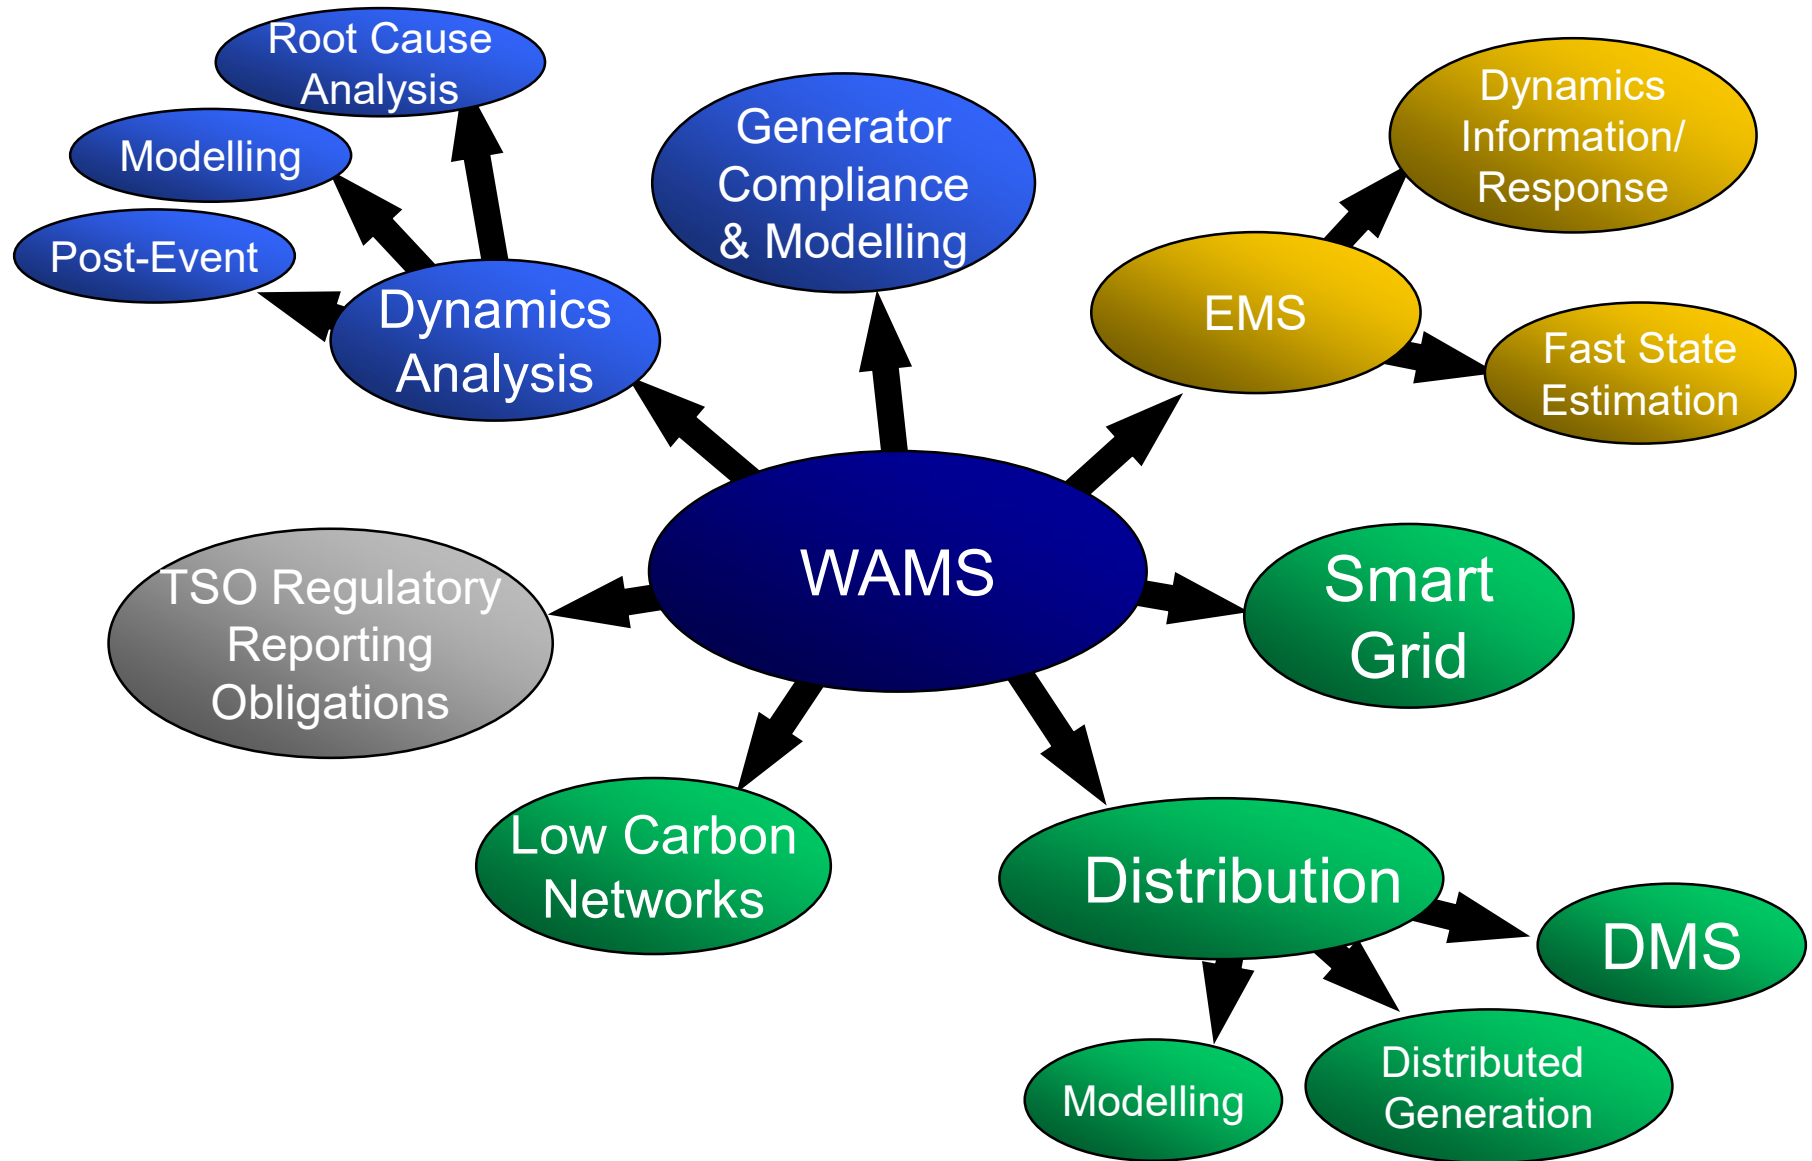 Root Cause
Analysis
Modelling
Post-Event
Dynamics
Analysis
Generator
Compliance
& Modelling
Dynamics
Information/
Response
EMS
Fast State
Estimation
WAMS
TSO Regulatory
Reporting
Obligations
Smart
Grid
Low Carbon
Networks
Distribution
DMS
Modelling
Distributed
Generation